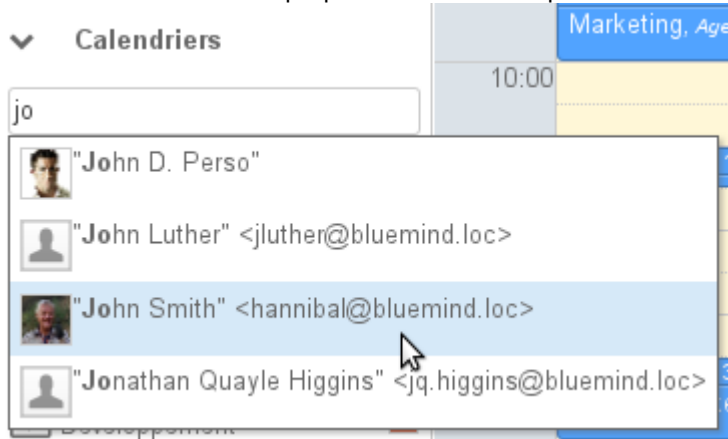 Calendriers
Marketing, Age
10:00
jo
"John D. Perso"
"John Luther" <jluther@bluemind.loc>
"John Smith" <hannibal@bluemind.loc>
"Jonathan Quayle Higgins" <jq.higgins@bluemind.loc>